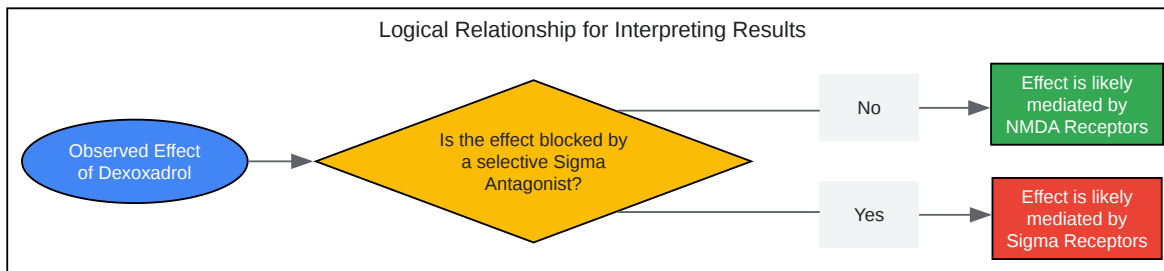 Logical Relationship for Interpreting Results
Observed Effect
of Dexoxadrol
Is the effect blocked by
a selective Sigma
Antagonist?
No
Effect is likely
mediated by
NMDA Receptors
Yes
Effect is likely
mediated by
Sigma Receptors